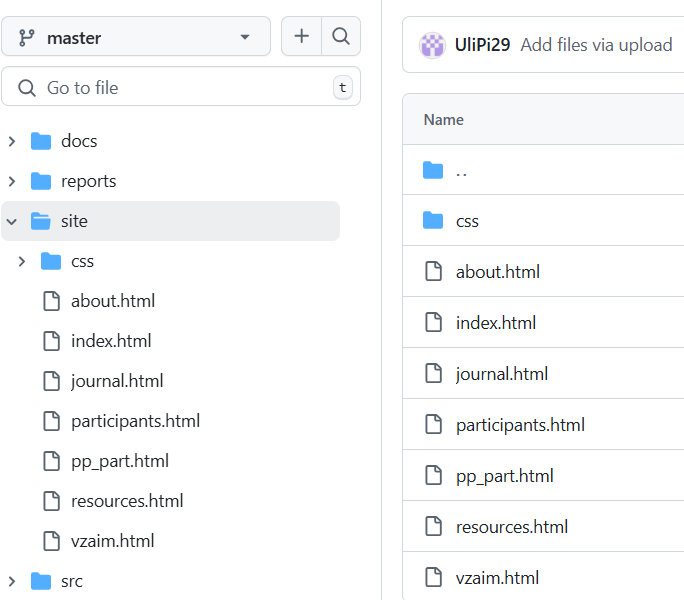 master
Go to file
t
docs
reports
site
css
about.html
index.html
journal.html
participants.html
pp_part.html
resources.html
vzaim.html
src
UliPi29 Add files via upload
Name
..
css
about.html
index.html
journal.html
participants.html
pp_part.html
resources.html
vzaim.html